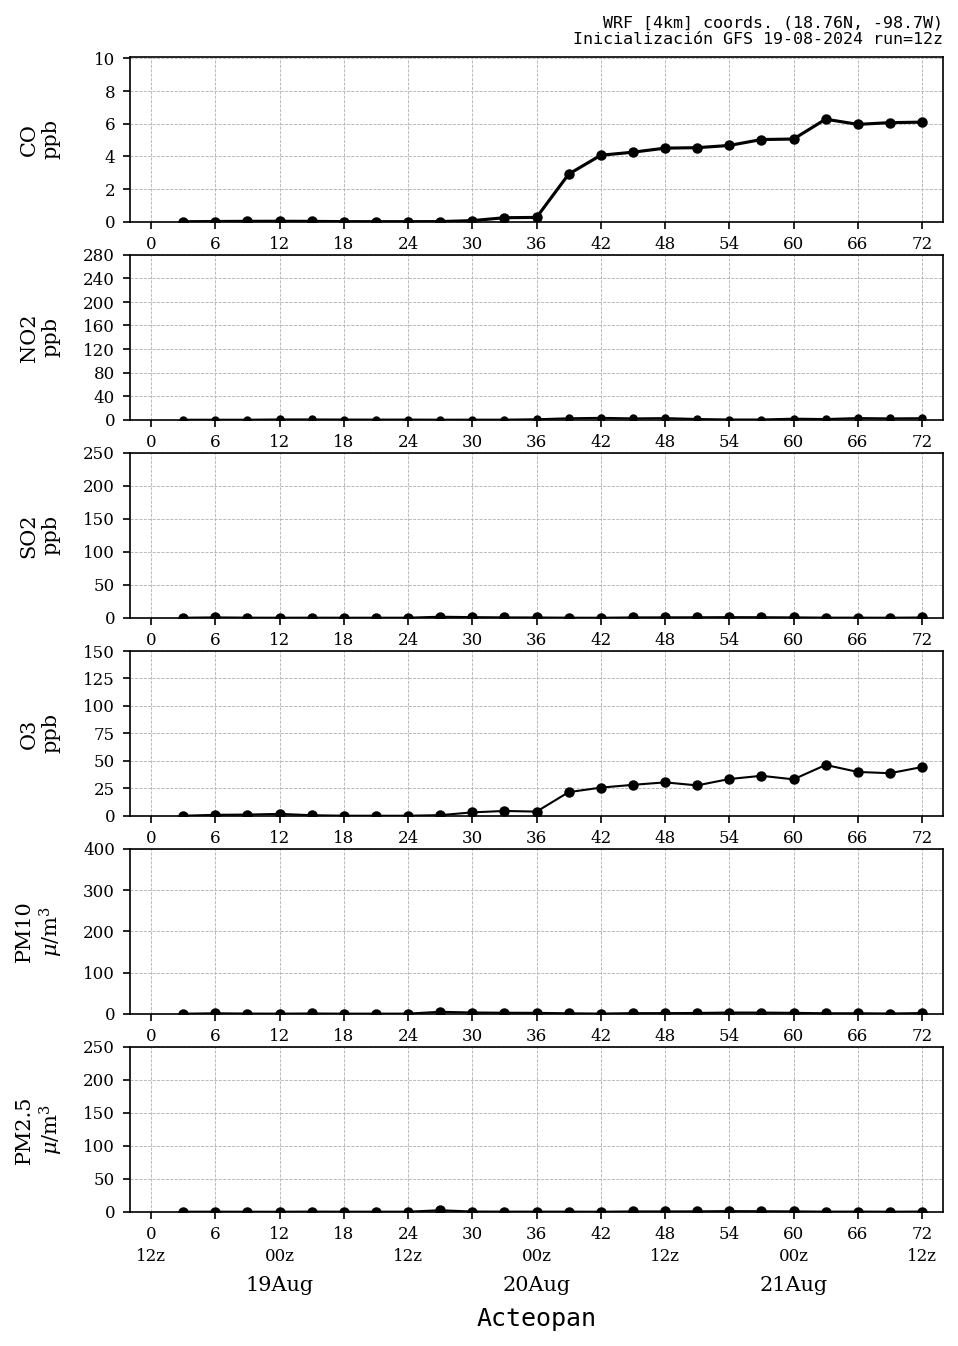 WRF [4km] coords. (18.76N, -98.7W)
Inicialización GFS 19-08-2024 run=12z
CO
ppb
10
8
6
4
2
0
0 6 12 18 24 30 36 42 48 54 60 66 72
NO2
ppb
280
240
200
160
120
80
40
0
0 6 12 18 24 30 36 42 48 54 60 66 72
SO2
ppb
250
200
150
100
50
0
0 6 12 18 24 30 36 42 48 54 60 66 72
O3
ppb
150
125
100
75
50
25
0
0 6 12 18 24 30 36 42 48 54 60 66 72
PM10
μ/m³
400
300
200
100
0
0 6 12 18 24 30 36 42 48 54 60 66 72
PM2.5
μ/m³
250
200
150
100
50
0
0 6 12 18 24 30 36 42 48 54 60 66 72
12z 00z 12z 00z 12z 00z 12z
19Aug 20Aug 21Aug
Acteopan